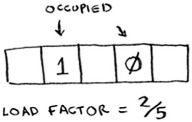 OCCUPIED
1 Ø
LOAD FACTOR = 2/5